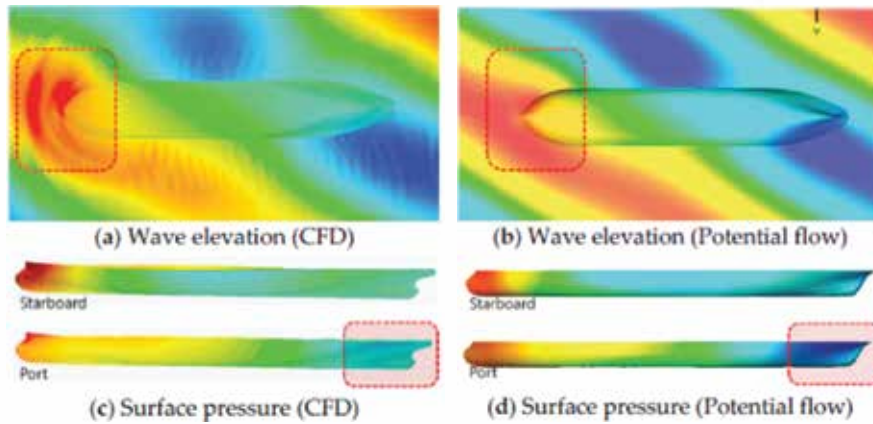 (a) Wave elevation (CFD)
(b) Wave elevation (Potential flow)
Starboard
Starboard
Port
Port
(c) Surface pressure (CFD)
(d) Surface pressure (Potential flow)